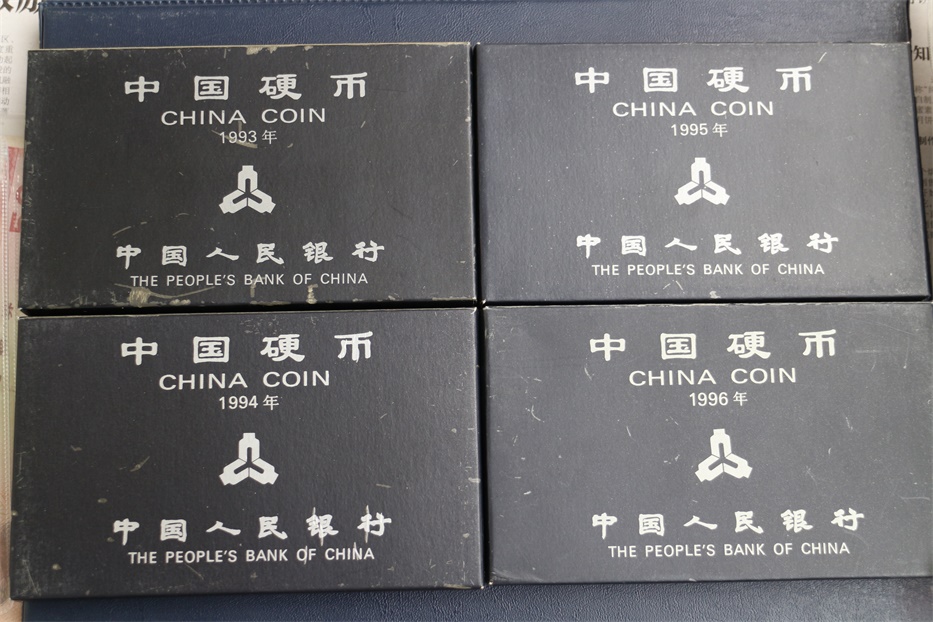 中国硬币
CHINA COIN
1993年
中国人民银行
THE PEOPLE'S BANK OF CHINA
中国硬币
CHINA COIN
1995年
中国人民银行
THE PEOPLE'S BANK OF CHINA
中国硬币
CHINA COIN
1994年
中国人民银行
THE PEOPLE'S BANK OF CHINA
中国硬币
CHINA COIN
1996年
中国人民银行
THE PEOPLE'S BANK OF CHINA
知